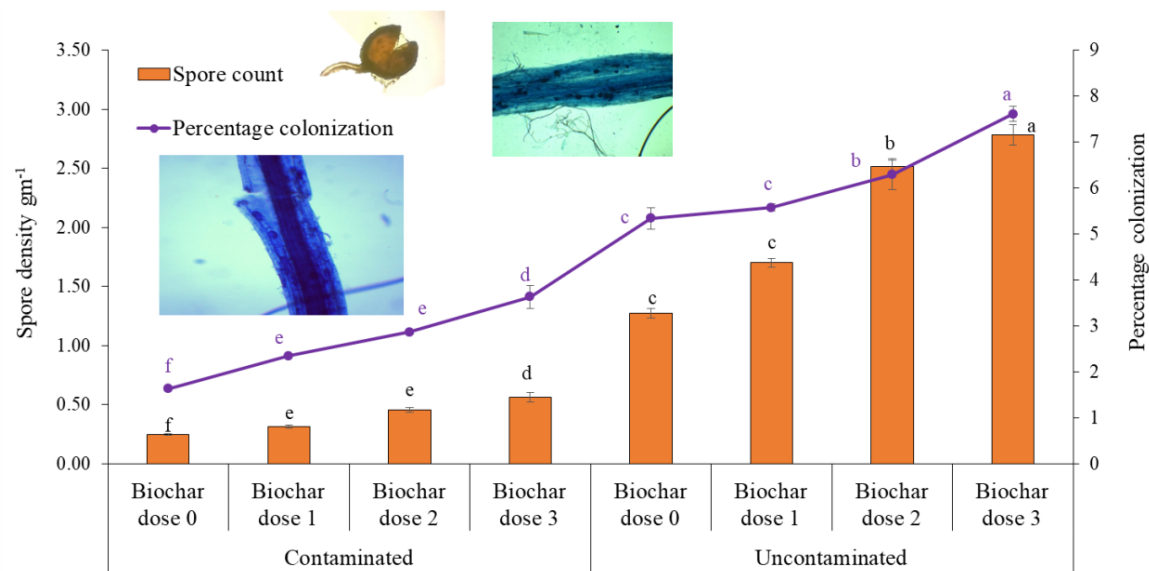 3.50
3.00
2.50
2.00
1.50
1.00
0.50
0.00
Spore density gm⁻¹
Spore count
Percentage colonization
9
8
7
6
5
4
3
2
1
0
Percentage colonization
f
e
e
d
c
c
b
a
f
e
e
d
c
c
b
a
Biochar dose 0
Biochar dose 1
Biochar dose 2
Biochar dose 3
Biochar dose 0
Biochar dose 1
Biochar dose 2
Biochar dose 3
Contaminated
Uncontaminated